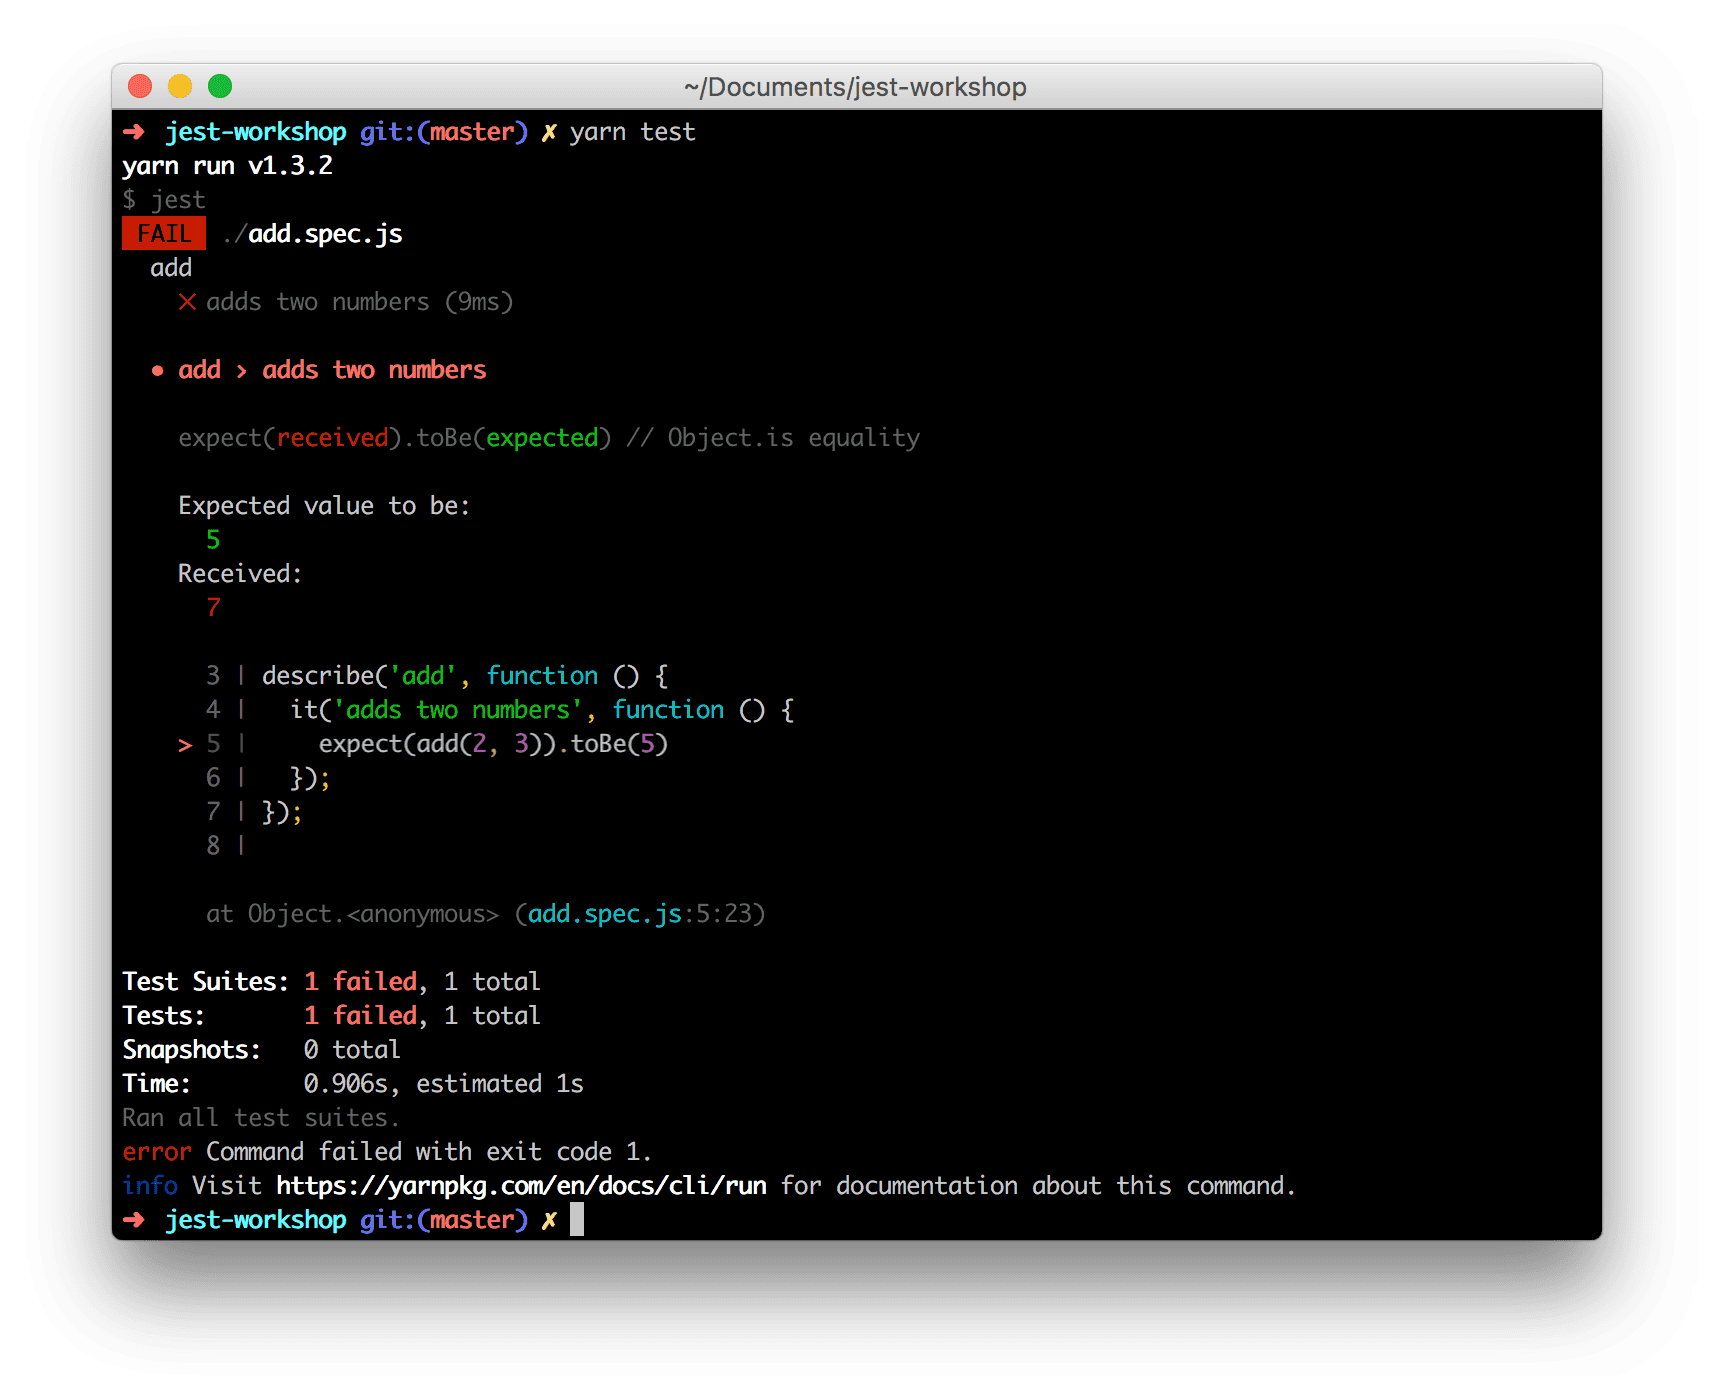 ~/Documents/jest-workshop
➜  jest-workshop git:(master) ✗ yarn test
yarn run v1.3.2
$ jest
 FAIL  ./add.spec.js
  add
    ✕ adds two numbers (9ms)

  ● add › adds two numbers

    expect(received).toBe(expected) // Object.is equality

    Expected value to be:
      5
    Received:
      7

      3 | describe('add', function () {
      4 |   it('adds two numbers', function () {
    > 5 |     expect(add(2, 3)).toBe(5)
      6 |   });
      7 | });
      8 |

      at Object.<anonymous> (add.spec.js:5:23)

Test Suites: 1 failed, 1 total
Tests:       1 failed, 1 total
Snapshots:   0 total
Time:        0.906s, estimated 1s
Ran all test suites.
error Command failed with exit code 1.
info Visit https://yarnpkg.com/en/docs/cli/run for documentation about this command.
➜  jest-workshop git:(master) ✗